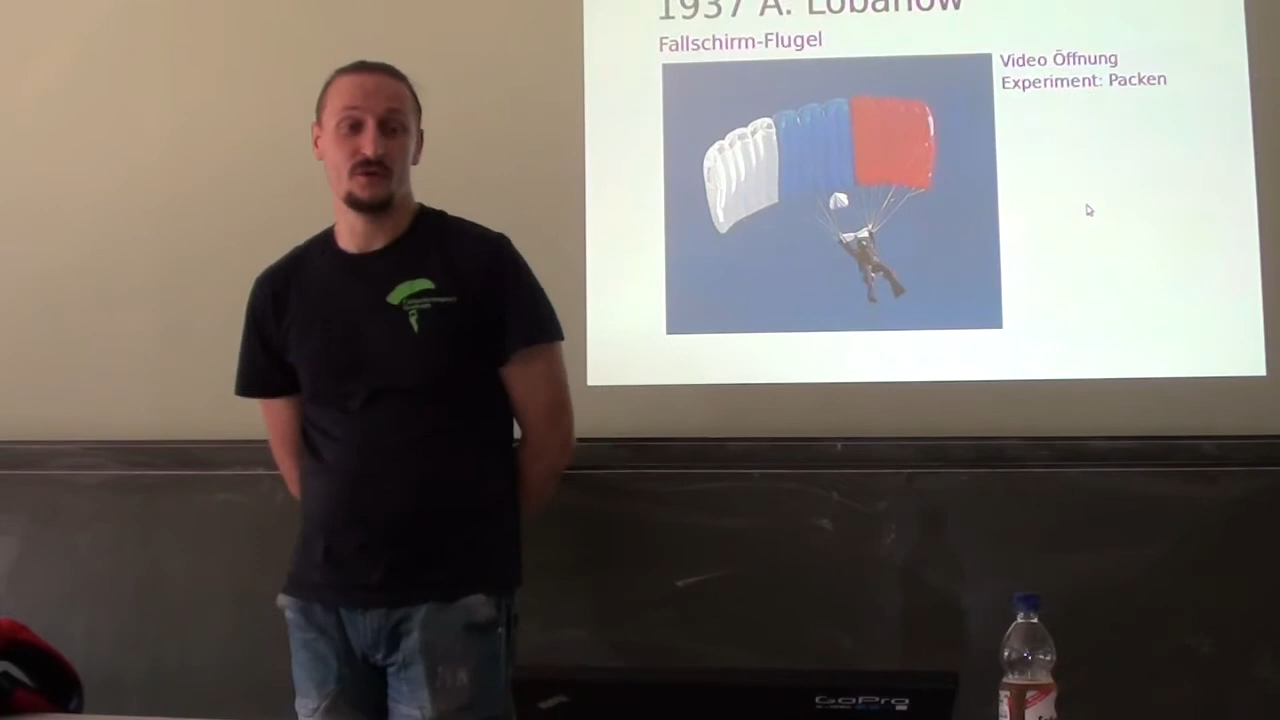 1937 A. Lobanow
Fallschirm-Flugel
Video Öffnung
Experiment: Packen
GoPro